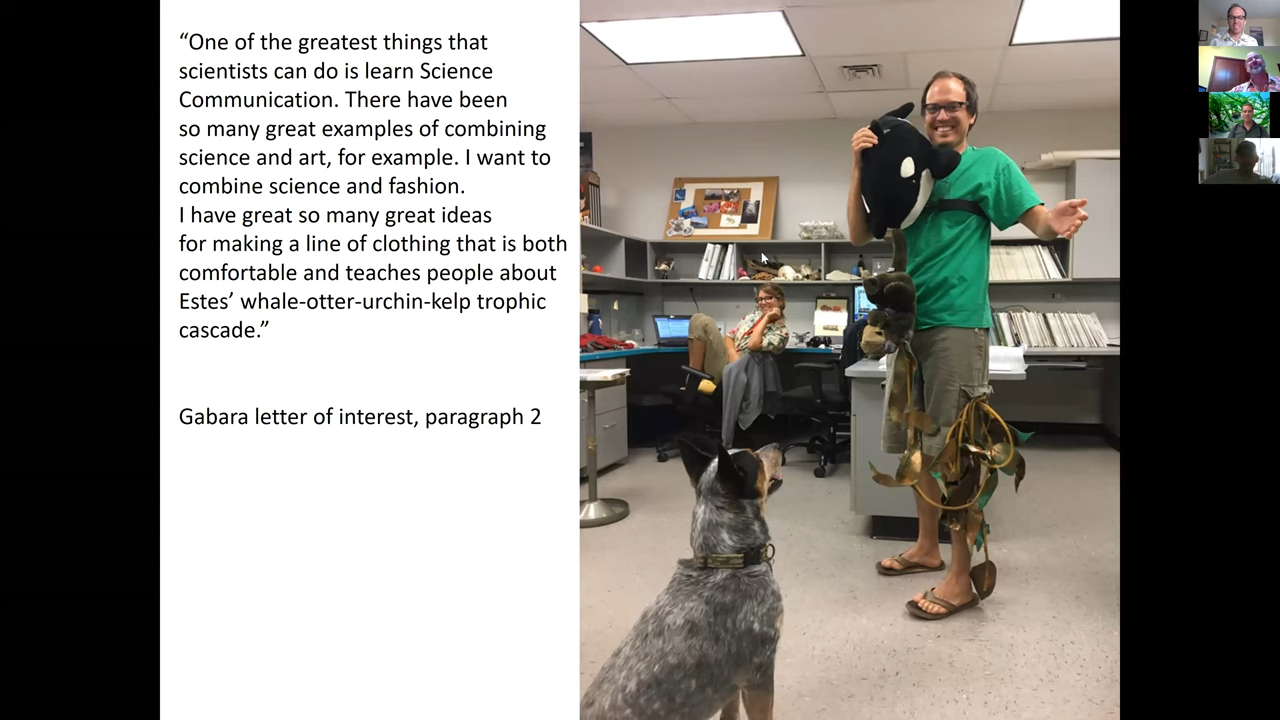 “One of the greatest things that
scientists can do is learn Science
Communication. There have been
so many great examples of combining
science and art, for example. I want to
combine science and fashion.
I have great so many great ideas
for making a line of clothing that is both
comfortable and teaches people about
Estes’ whale-otter-urchin-kelp trophic
cascade.”
Gabara letter of interest, paragraph 2